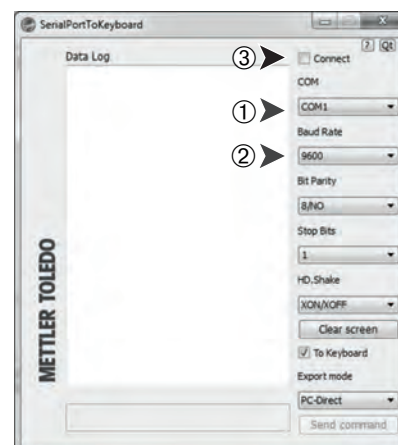 SerialPortToKeyboard
? Qt
Data Log
③
Connect
COM
①
COM1
Baud Rate
②
9600
Bit Parity
8/NO
Stop Bits
1
HD.Shake
XON/XOFF
Clear screen
To Keyboard
Export mode
PC-Direct
Send command
METTLER TOLEDO